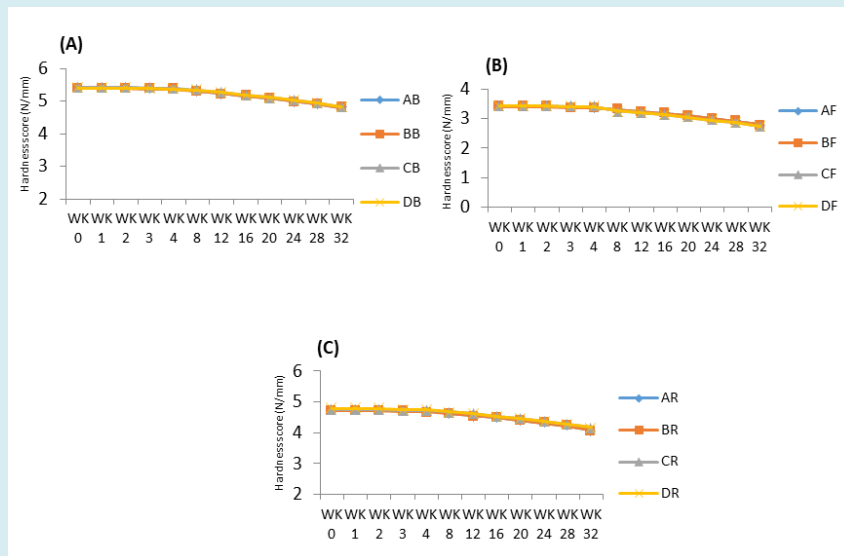 (A)
Hardnessscore (N/mm)
6
5
4
3
2
WK WK WK WK WK WK WK WK WK WK WK WK
0 1 2 3 4 8 12 16 20 24 28 32
AB
BB
CB
DB
(B)
Hardnessscore (N/mm)
4
3
2
1
0
WK WK WK WK WK WK WK WK WK WK WK WK
0 1 2 3 4 8 12 16 20 24 28 32
AF
BF
CF
DF
(C)
Hardnessscore (N/mm)
6
5
4
3
2
WK WK WK WK WK WK WK WK WK WK WK WK
0 1 2 3 4 8 12 16 20 24 28 32
AR
BR
CR
DR